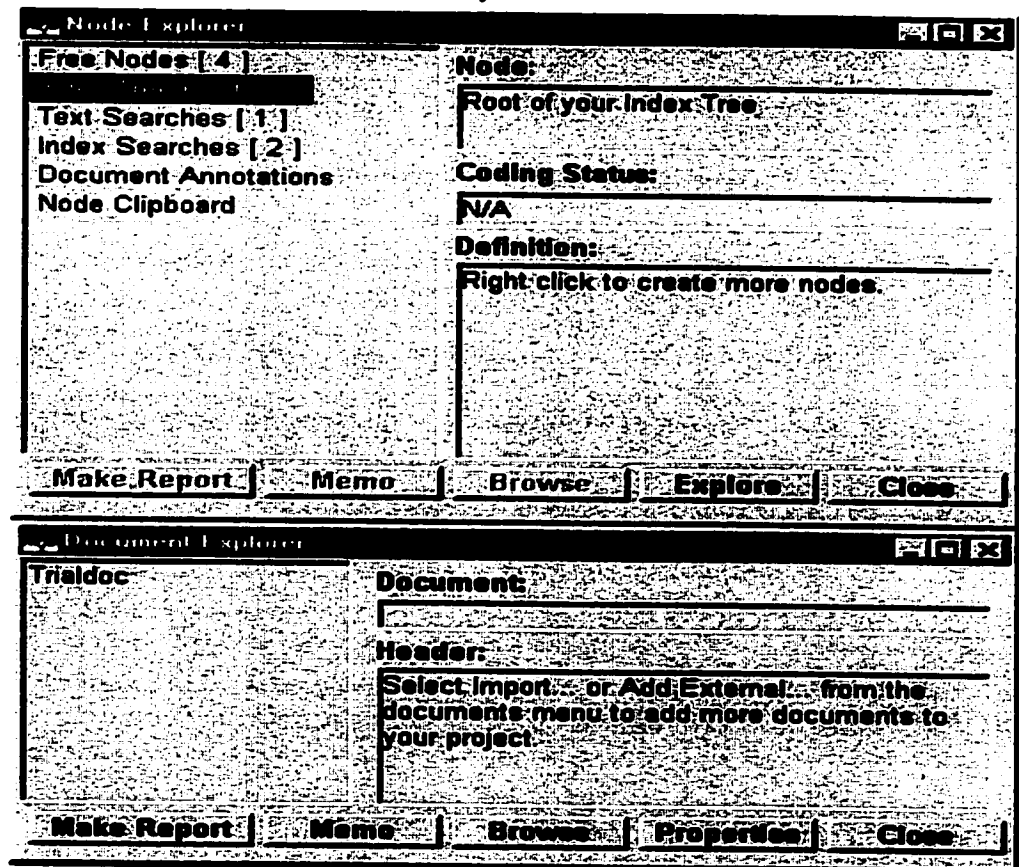 Node Explorer
Free Nodes [ 4 ]
Text Searches [ 1 ]
Index Searches [ 2 ]
Document Annotations
Node Clipboard
Node:
Root of your Index Tree
Coding Status:
N/A
Definition:
Right click to create more nodes.
Make Report
Memo
Browse
Explore
Close
Document Explorer
Trialdoc
Document:
Header:
Select Import... or Add External... from the
documents menu to add more documents to
your project.
Make Report
Memo
Browse
Properties
Close